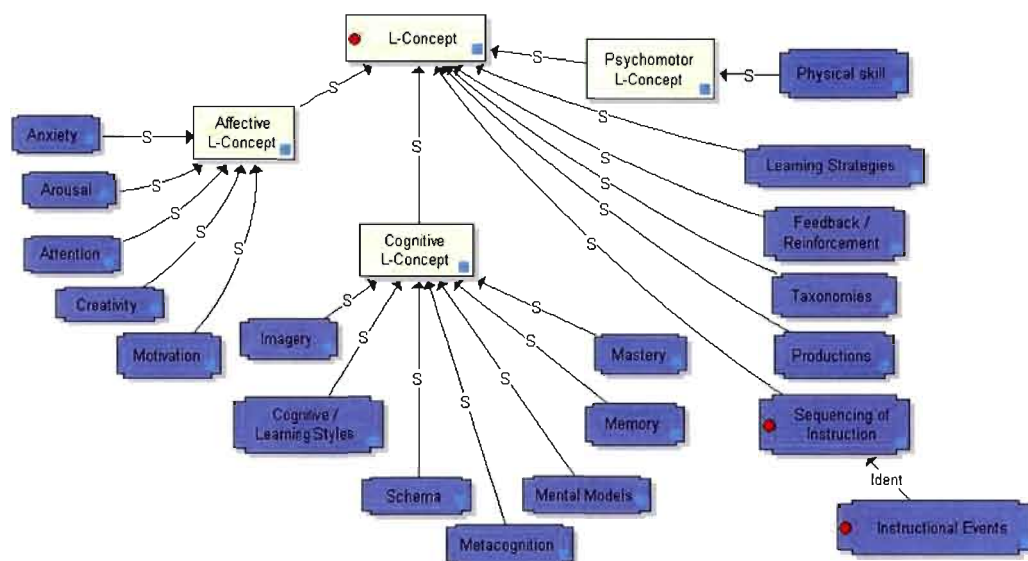 L-Concept
S
S
Psychomotor
L-Concept
S
Physical skill
S
Affective
L-Concept
Anxiety
S
S
S
Learning Strategies
Arousal
S
S
Feedback /
Reinforcement
Attention
S
S
Cognitive
L-Concept
S
Taxonomies
Creativity
S
S
Motivation
S
Imagery
S
S
Mastery
S
Productions
Cognitive /
Learning Styles
S
S
S
S
S
Memory
Sequencing of
Instruction
Schema
Mental Models
Ident
Metacognition
Instructional Events